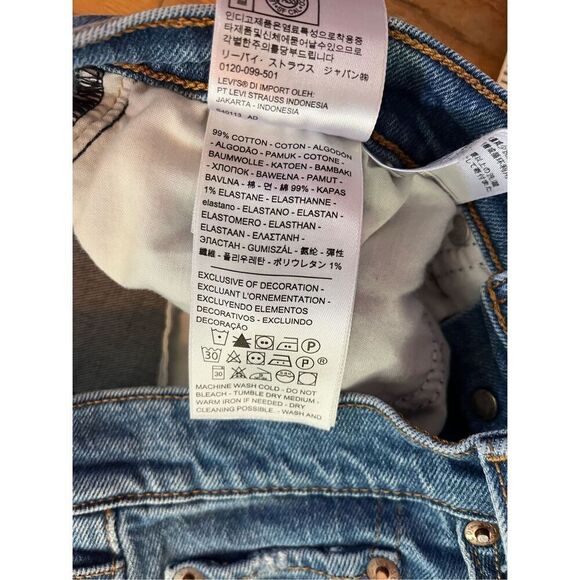 인디고제품은염료특성으로착용중
타제품및신체에묻어날수있으므로
각별한주의를당부드립니다
リーバイ・ストラウス ジャパン㈱
0120-099-501
LEVI'S® DI IMPORT OLEH:
PT LEVI STRAUSS INDONESIA
JAKARTA - INDONESIA
99% COTTON - COTON - ALGODÓN
- ALGODÃO - PAMUK - COTONE -
BAUMWOLLE - KATOEN - BAMBAKI
- ХЛОПОК - BAWEŁNA - PAMUT -
BAVLNA - 棉 - 면 - 綿 99% - KAPAS
1% ELASTANE - ELASTHANNE -
elastano - ELASTANO - ELASTAN -
ELASTOMERO - ELASTHAN -
ELASTAAN - ΕΛΑΣΤΑΝΗ -
ЭЛАСТАН - GUMISZÁL - 氨纶 - 彈性
纖維 - 폴리우레탄 - ポリウレタン 1%
EXCLUSIVE OF DECORATION -
EXCLUANT L'ORNEMENTATION -
EXCLUYENDO ELEMENTOS
DECORATIVOS - EXCLUINDO
DECORAÇÃO
30 P ®
30
MACHINE WASH COLD - DO NOT
BLEACH - TUMBLE DRY MEDIUM -
WARM IRON IF NEEDED - DRY
CLEANING POSSIBLE. - WASH AND